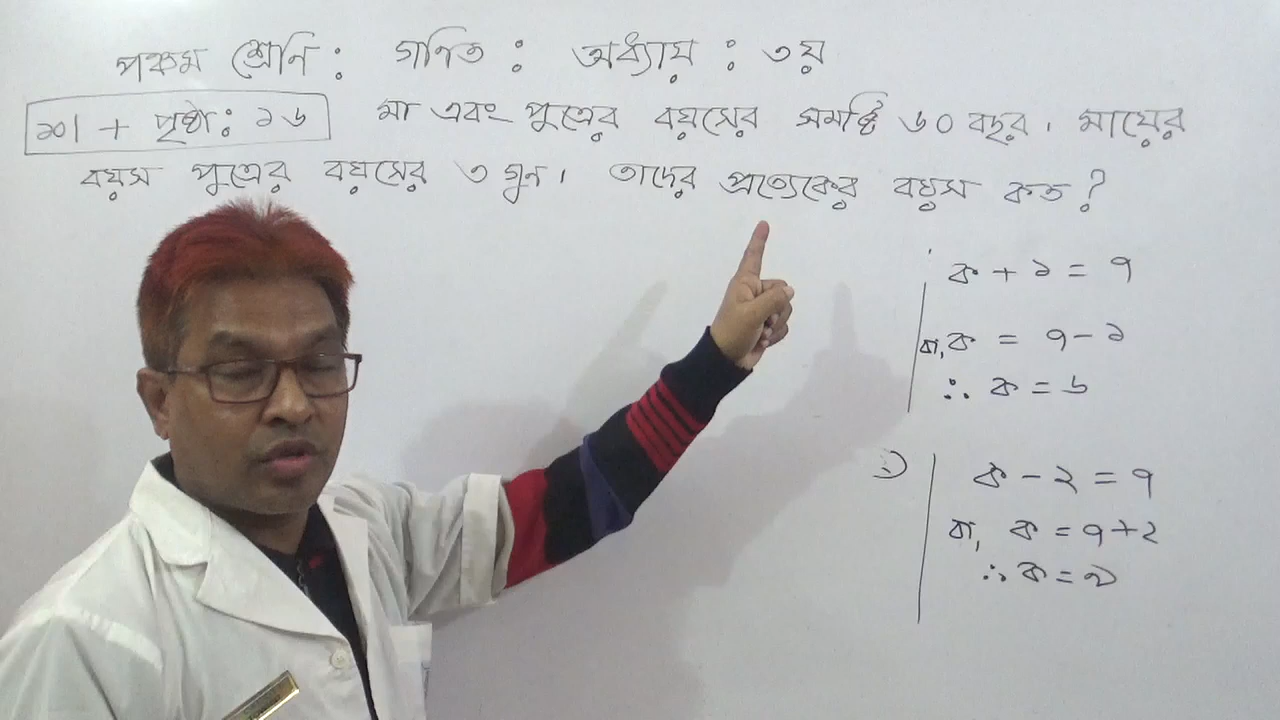 পঞ্চম শ্রেনি : গণিত : অধ্যায় : ৩য়
১০। + পৃষ্ঠা: ১৬ মা এবং পুত্রের বয়সের সমষ্টি ৬০ বছর। মায়ের
বয়স পুত্রের বয়সের ৩ গুন। তাদের প্রত্যেকের বয়স কত?
ক + ১ = ৭
বা, ক = ৭ - ১
∴ ক = ৬
ক - ২ = ৭
বা, ক = ৭ + ২
∴ ক = ৯